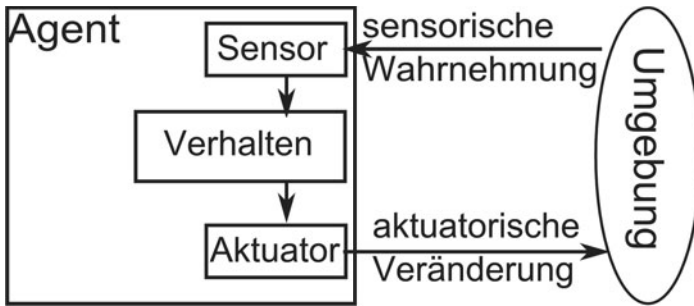 Agent
Sensor
sensorische
Wahrnehmung
Verhalten
Umgebung
Aktuator
aktuatorische
Veränderung